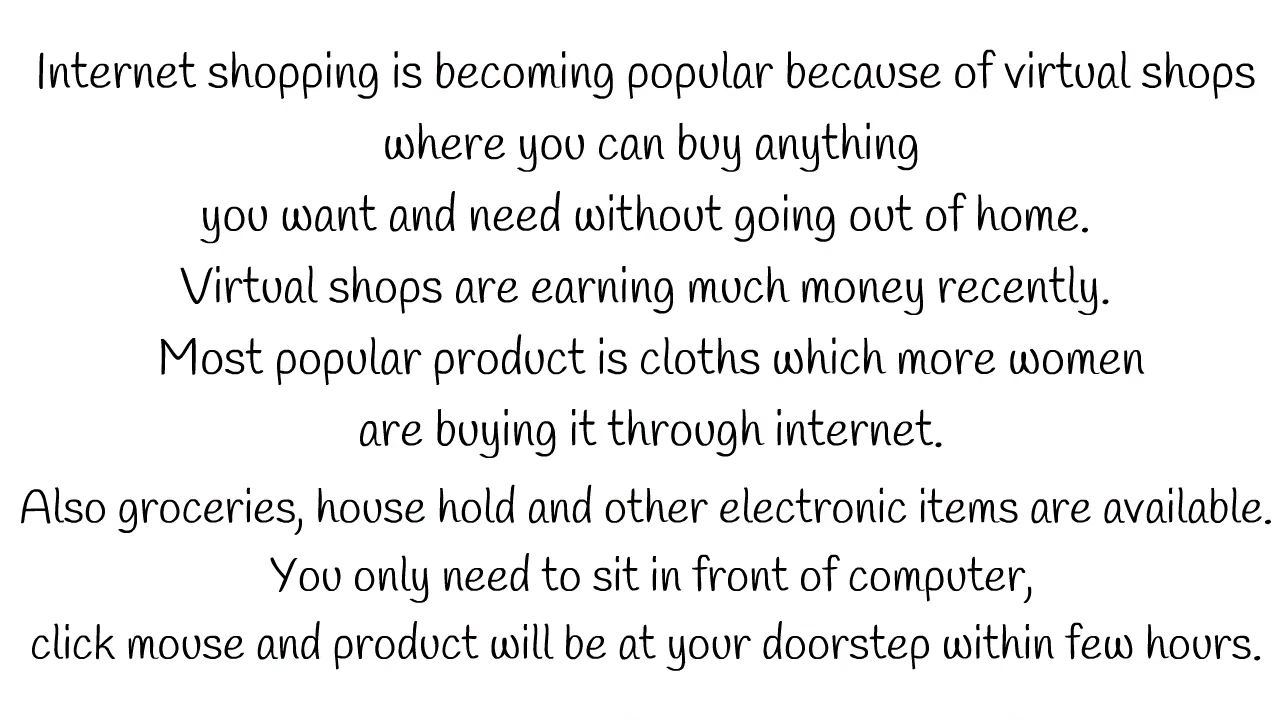 Internet shopping is becoming popular because of virtual shops
where you can buy anything
you want and need without going out of home.
Virtual shops are earning much money recently.
Most popular product is cloths which more women
are buying it through internet.
Also groceries, house hold and other electronic items are available.
You only need to sit in front of computer,
click mouse and product will be at your doorstep within few hours.